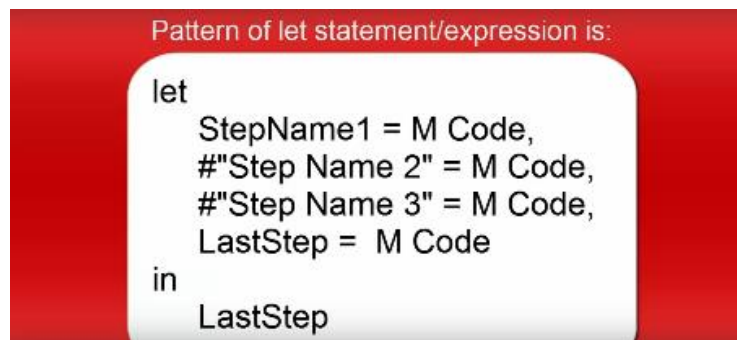 Pattern of let statement/expression is:
let
StepName1 = M Code,
#"Step Name 2" = M Code,
#"Step Name 3" = M Code,
LastStep =  M Code
in
LastStep